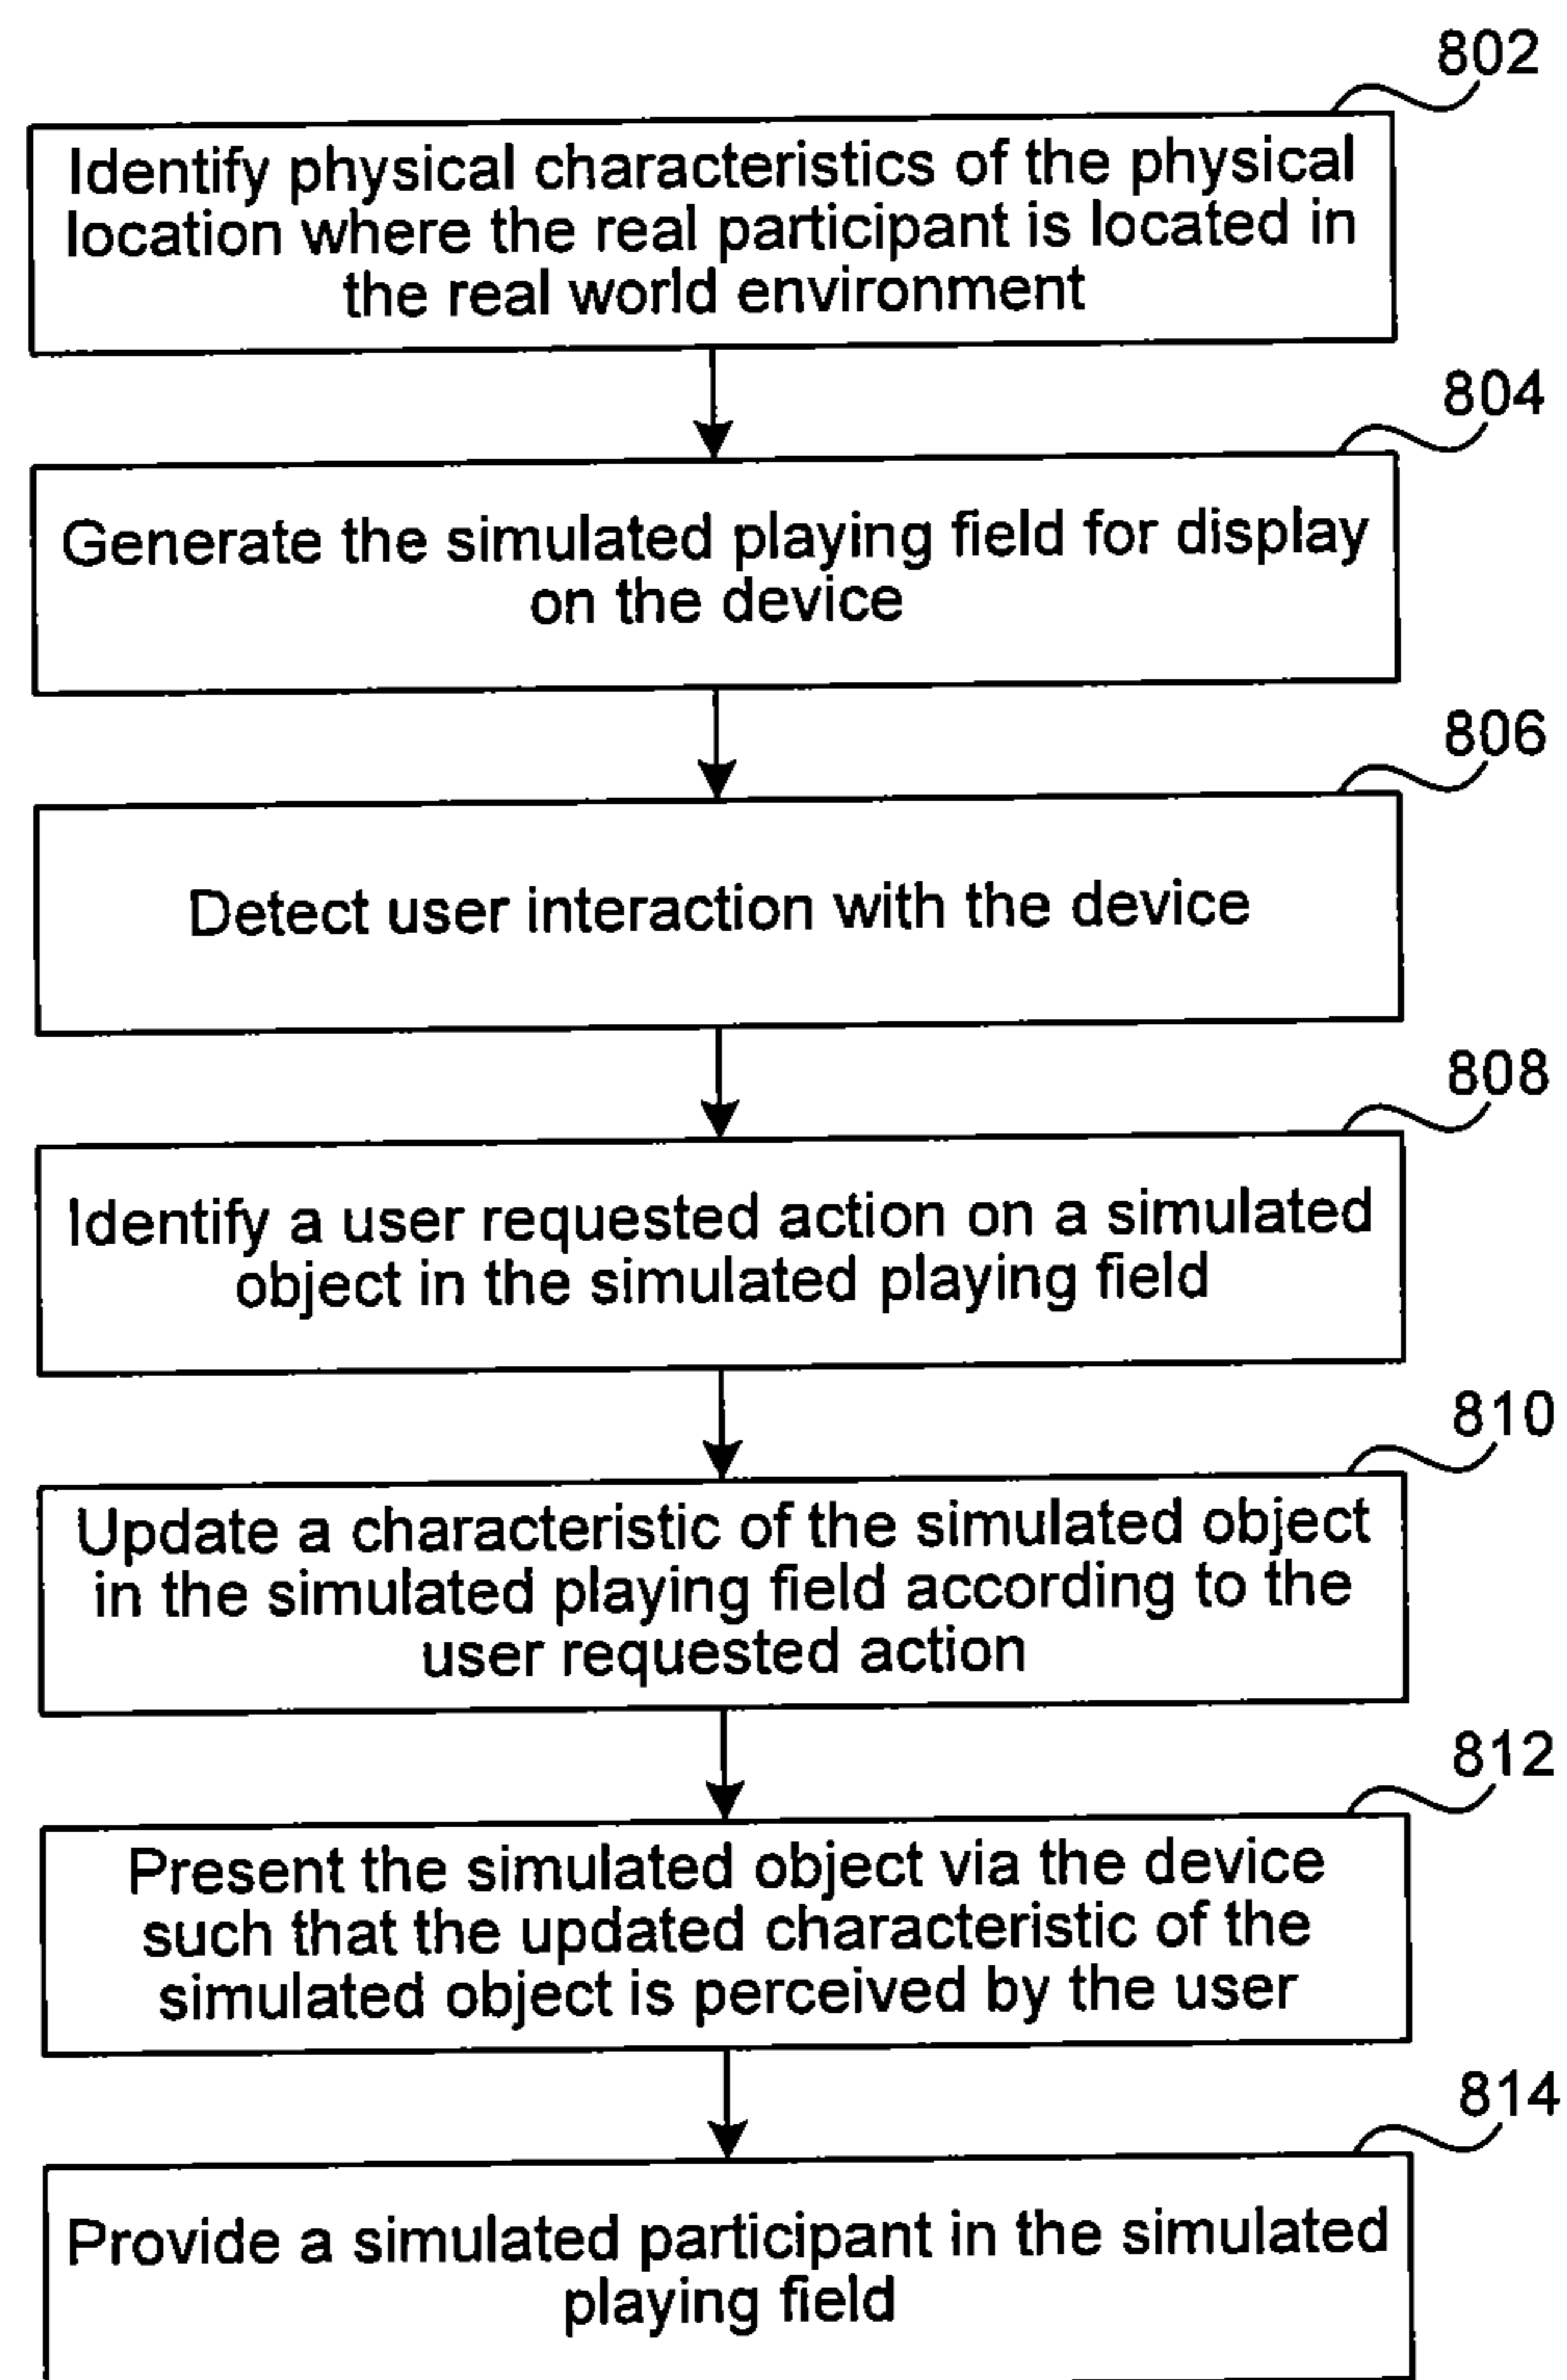 802
Identify physical characteristics of the physical
location where the real participant is located in
the real world environment
804
Generate the simulated playing field for display
on the device
806
Detect user interaction with the device
808
Identify a user requested action on a simulated
object in the simulated playing field
810
Update a characteristic of the simulated object
in the simulated playing field according to the
user requested action
812
Present the simulated object via the device
such that the updated characteristic of the
simulated object is perceived by the user
814
Provide a simulated participant in the simulated
playing field